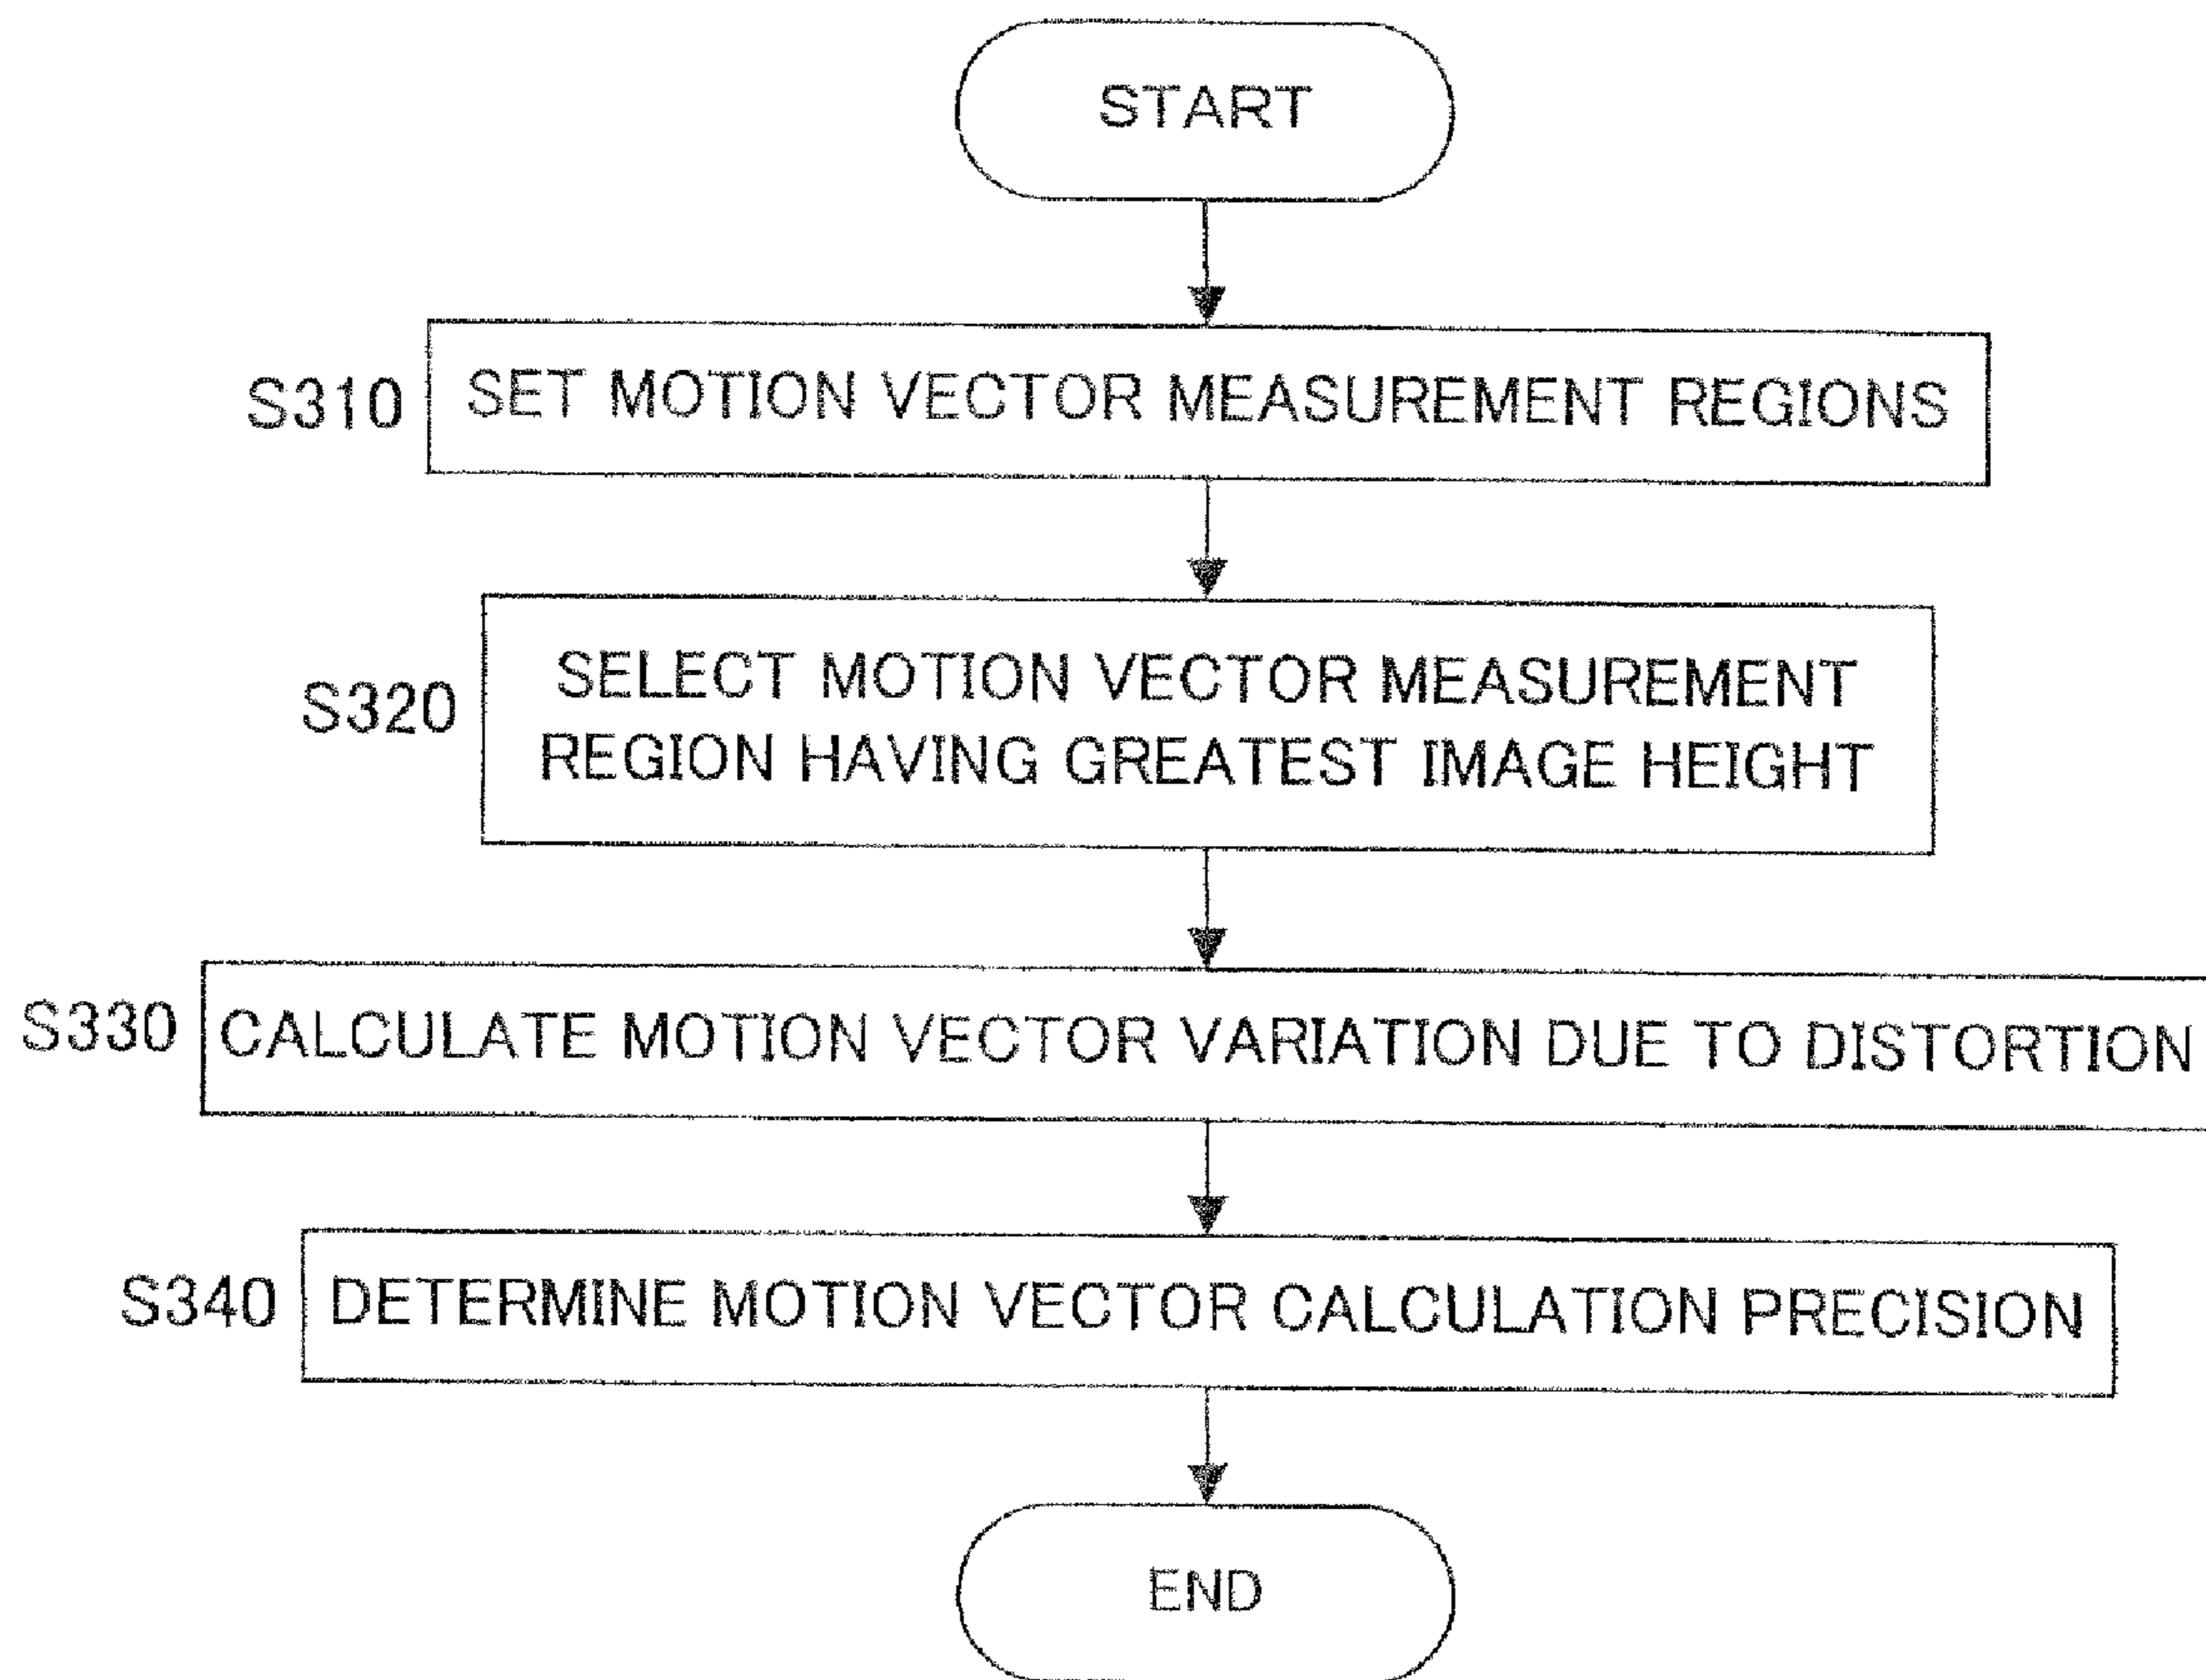 START
S310 SET MOTION VECTOR MEASUREMENT REGIONS
S320 SELECT MOTION VECTOR MEASUREMENT
REGION HAVING GREATEST IMAGE HEIGHT
S330 CALCULATE MOTION VECTOR VARIATION DUE TO DISTORTION
S340 DETERMINE MOTION VECTOR CALCULATION PRECISION
END